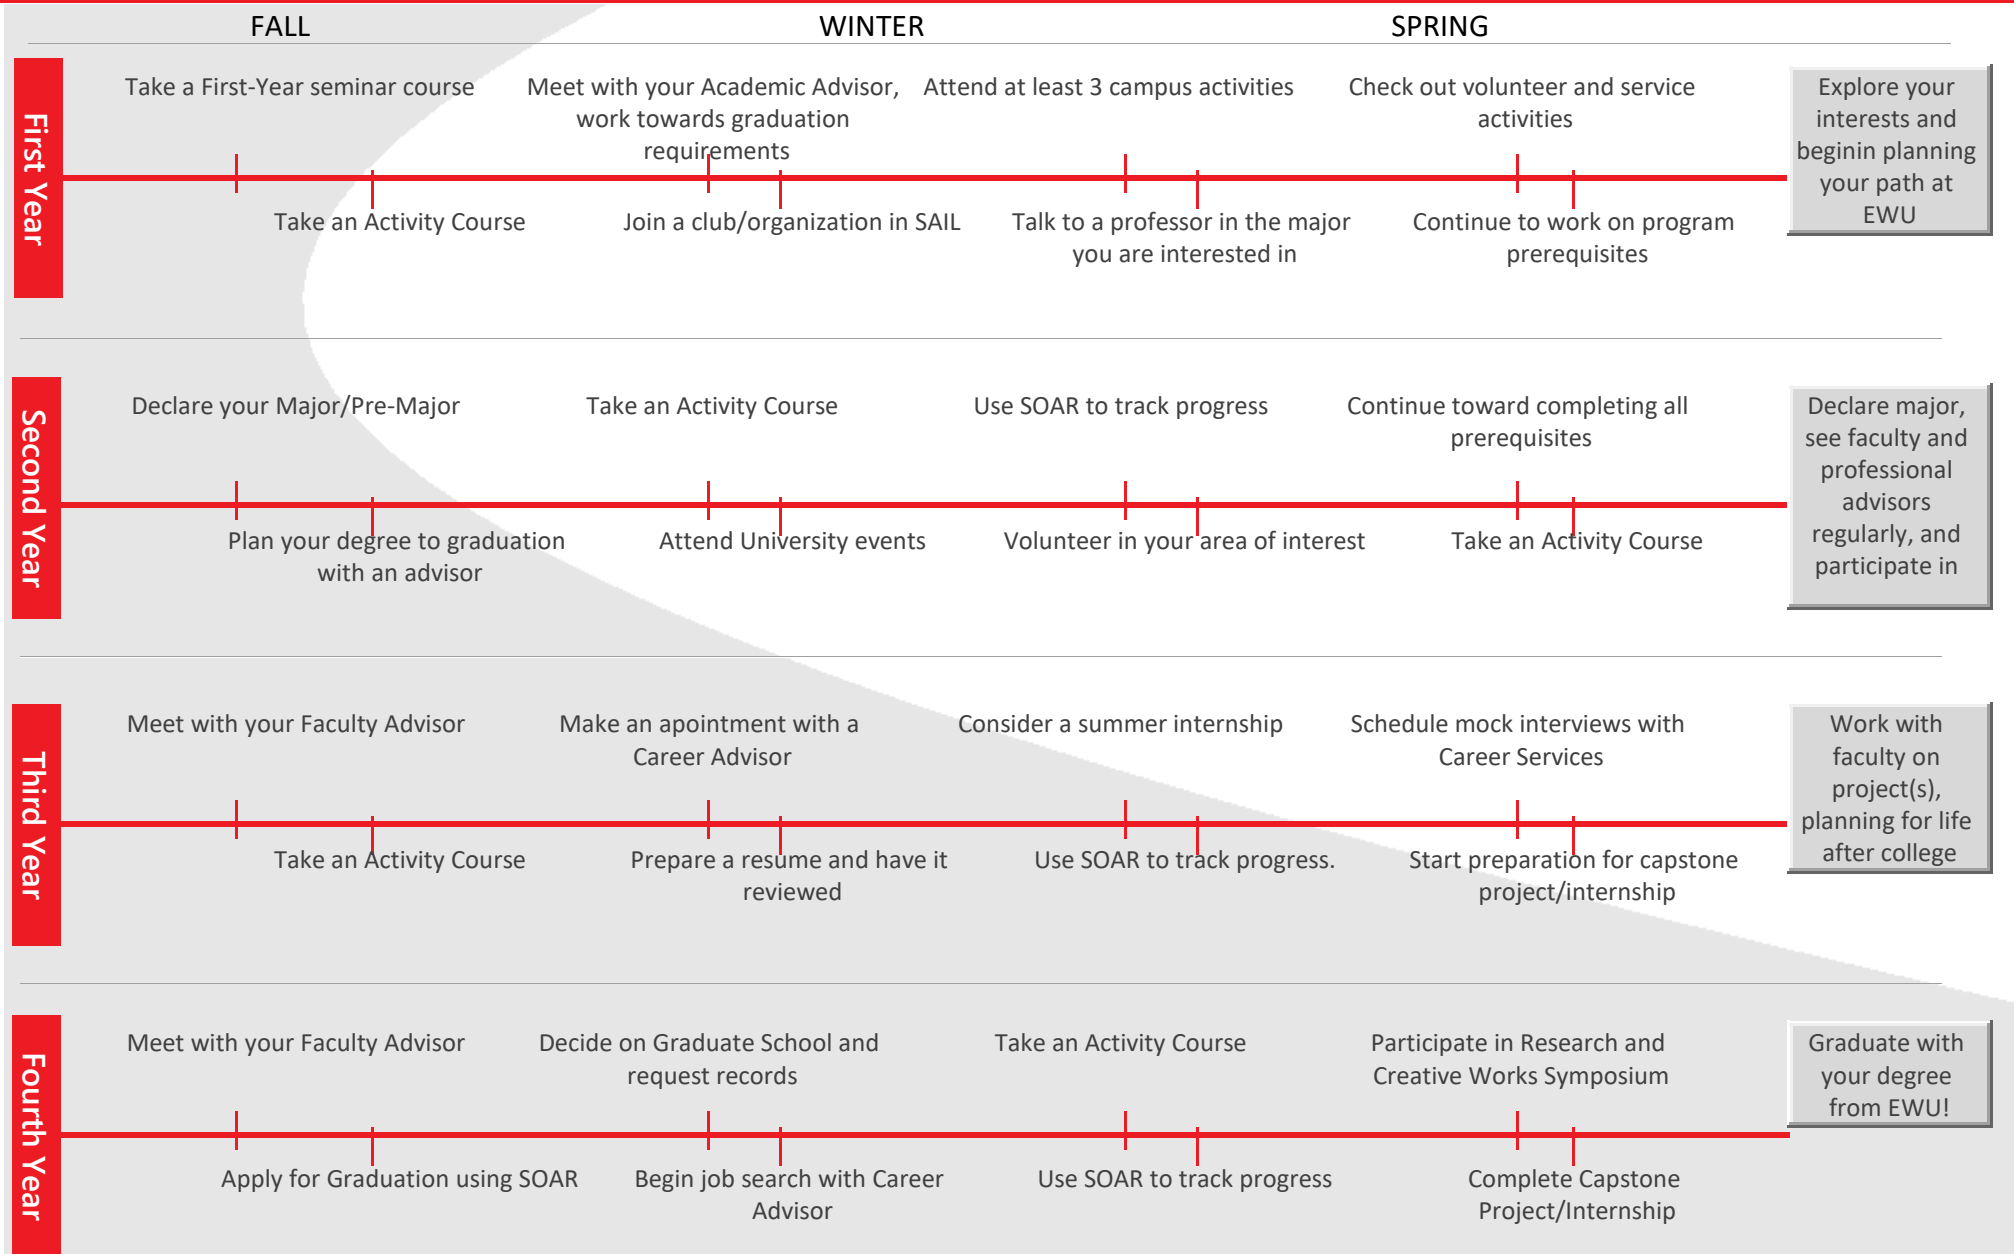 FALL
WINTER
SPRING
First Year
Take a First-Year seminar course
Meet with your Academic Advisor,
work towards graduation
requirements
Attend at least 3 campus activities
Check out volunteer and service
activities
Take an Activity Course
Join a club/organization in SAIL
Talk to a professor in the major
you are interested in
Continue to work on program
prerequisites
Explore your
interests and
beginin planning
your path at
EWU
Second Year
Declare your Major/Pre-Major
Take an Activity Course
Use SOAR to track progress
Continue toward completing all
prerequisites
Plan your degree to graduation
with an advisor
Attend University events
Volunteer in your area of interest
Take an Activity Course
Declare major,
see faculty and
professional
advisors
regularly, and
participate in
Third Year
Meet with your Faculty Advisor
Make an apointment with a
Career Advisor
Consider a summer internship
Schedule mock interviews with
Career Services
Take an Activity Course
Prepare a resume and have it
reviewed
Use SOAR to track progress.
Start preparation for capstone
project/internship
Work with
faculty on
project(s),
planning for life
after college
Fourth Year
Meet with your Faculty Advisor
Decide on Graduate School and
request records
Take an Activity Course
Participate in Research and
Creative Works Symposium
Apply for Graduation using SOAR
Begin job search with Career
Advisor
Use SOAR to track progress
Complete Capstone
Project/Internship
Graduate with
your degree
from EWU!